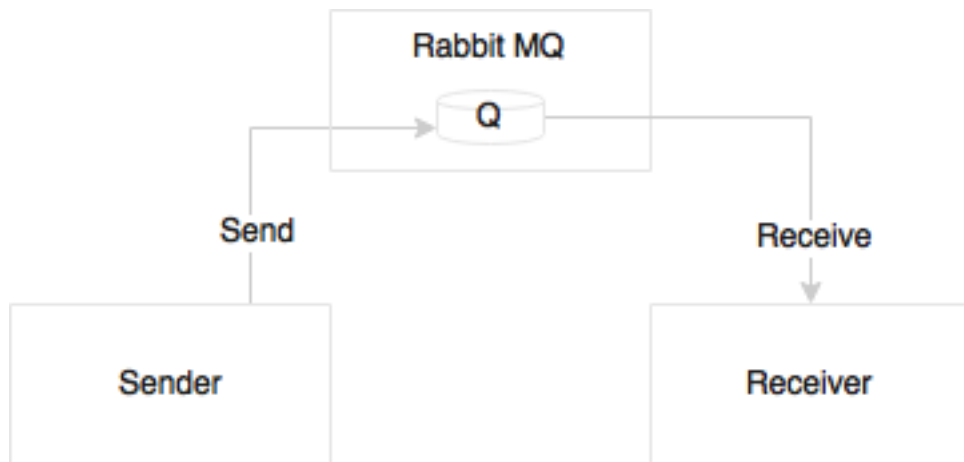 Rabbit MQ
Q
Send
Receive
Sender
Receiver